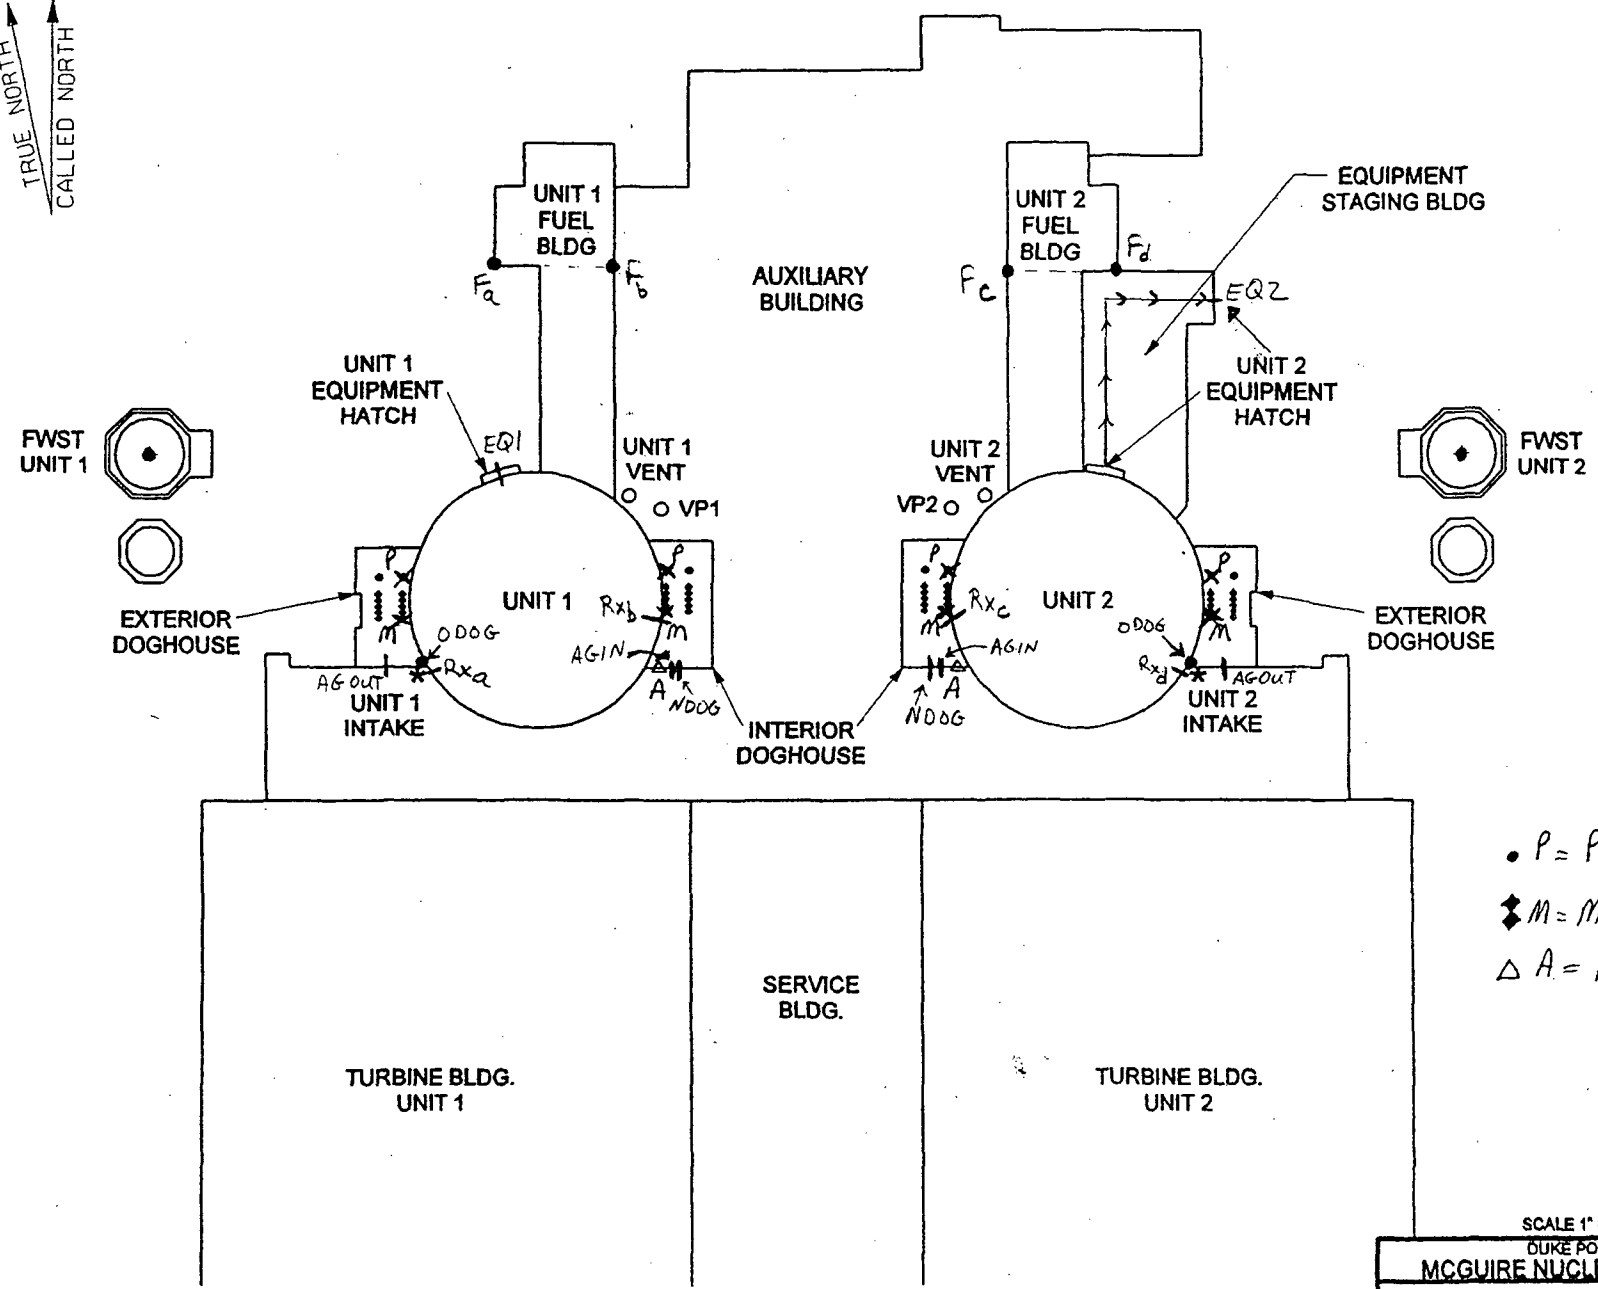 TRUE NORTH
CALLED NORTH
UNIT 1
FUEL
BLDG
UNIT 2
FUEL
BLDG
EQUIPMENT
STAGING BLDG
Fa
Fb
AUXILIARY
BUILDING
Fc
Fd
EQ2
UNIT 1
EQUIPMENT
HATCH
EQ1
UNIT 2
EQUIPMENT
HATCH
FWST
UNIT 1
UNIT 1
VENT
VP1
UNIT 2
VENT
VP2
FWST
UNIT 2
P
P
P
P
EXTERIOR
DOGHOUSE
UNIT 1
Rxb
Rxc
UNIT 2
EXTERIOR
DOGHOUSE
M
M
M
M
ODOG
AGIN
AGIN
ODOG
AGOUT
Rxa
A
NDOG
NDOG
A
Rxd
AGOUT
UNIT 1
INTAKE
INTERIOR
DOGHOUSE
UNIT 2
INTAKE
P = P
M = M
A =
SERVICE
BLDG.
TURBINE BLDG.
UNIT 1
TURBINE BLDG.
UNIT 2
SCALE 1"
DUKE PO
MCGUIRE NUCL